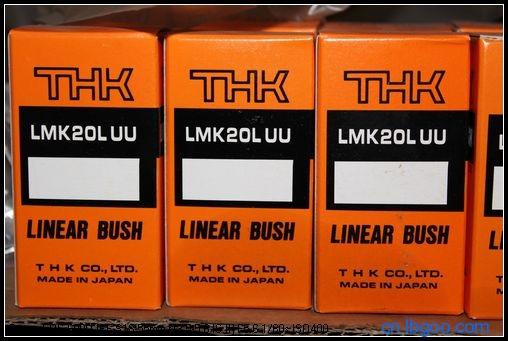 THK
LMK20L UU
LINEAR BUSH
T H K CO., LTD.
MADE IN JAPAN
THK
LMK20L UU
LINEAR BUSH
T H K CO., LTD.
MADE IN JAPAN
THK
LMK20L UU
LINEAR BUSH
T H K CO., LTD.
MADE IN JAPAN
cn.lbgoo.com